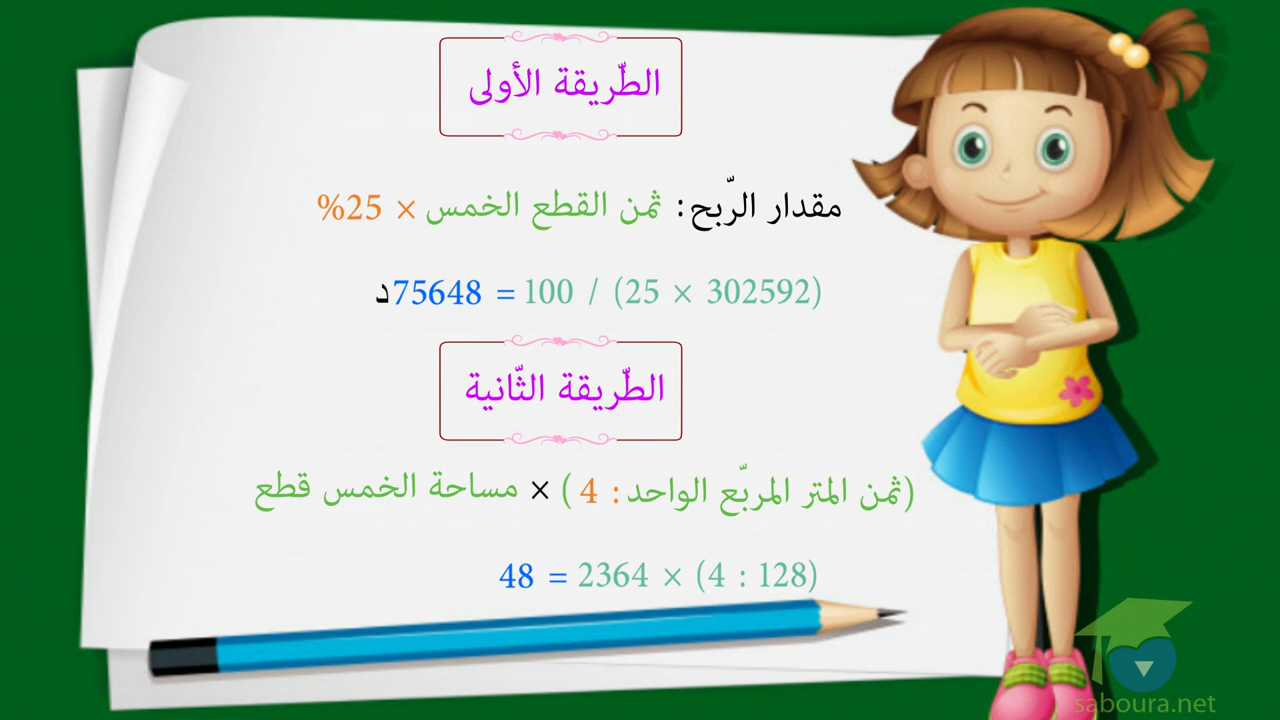 الطّريقة الأولى
مقدار الرّبح: ثمن القطع الخمس × 25%
(302592 × 25) / 100 = 75648د
الطّريقة الثّانية
(ثمن المتر المربّع الواحد: 4) × مساحة الخمس قطع
(128 : 4) × 2364 = 48
saboura.net